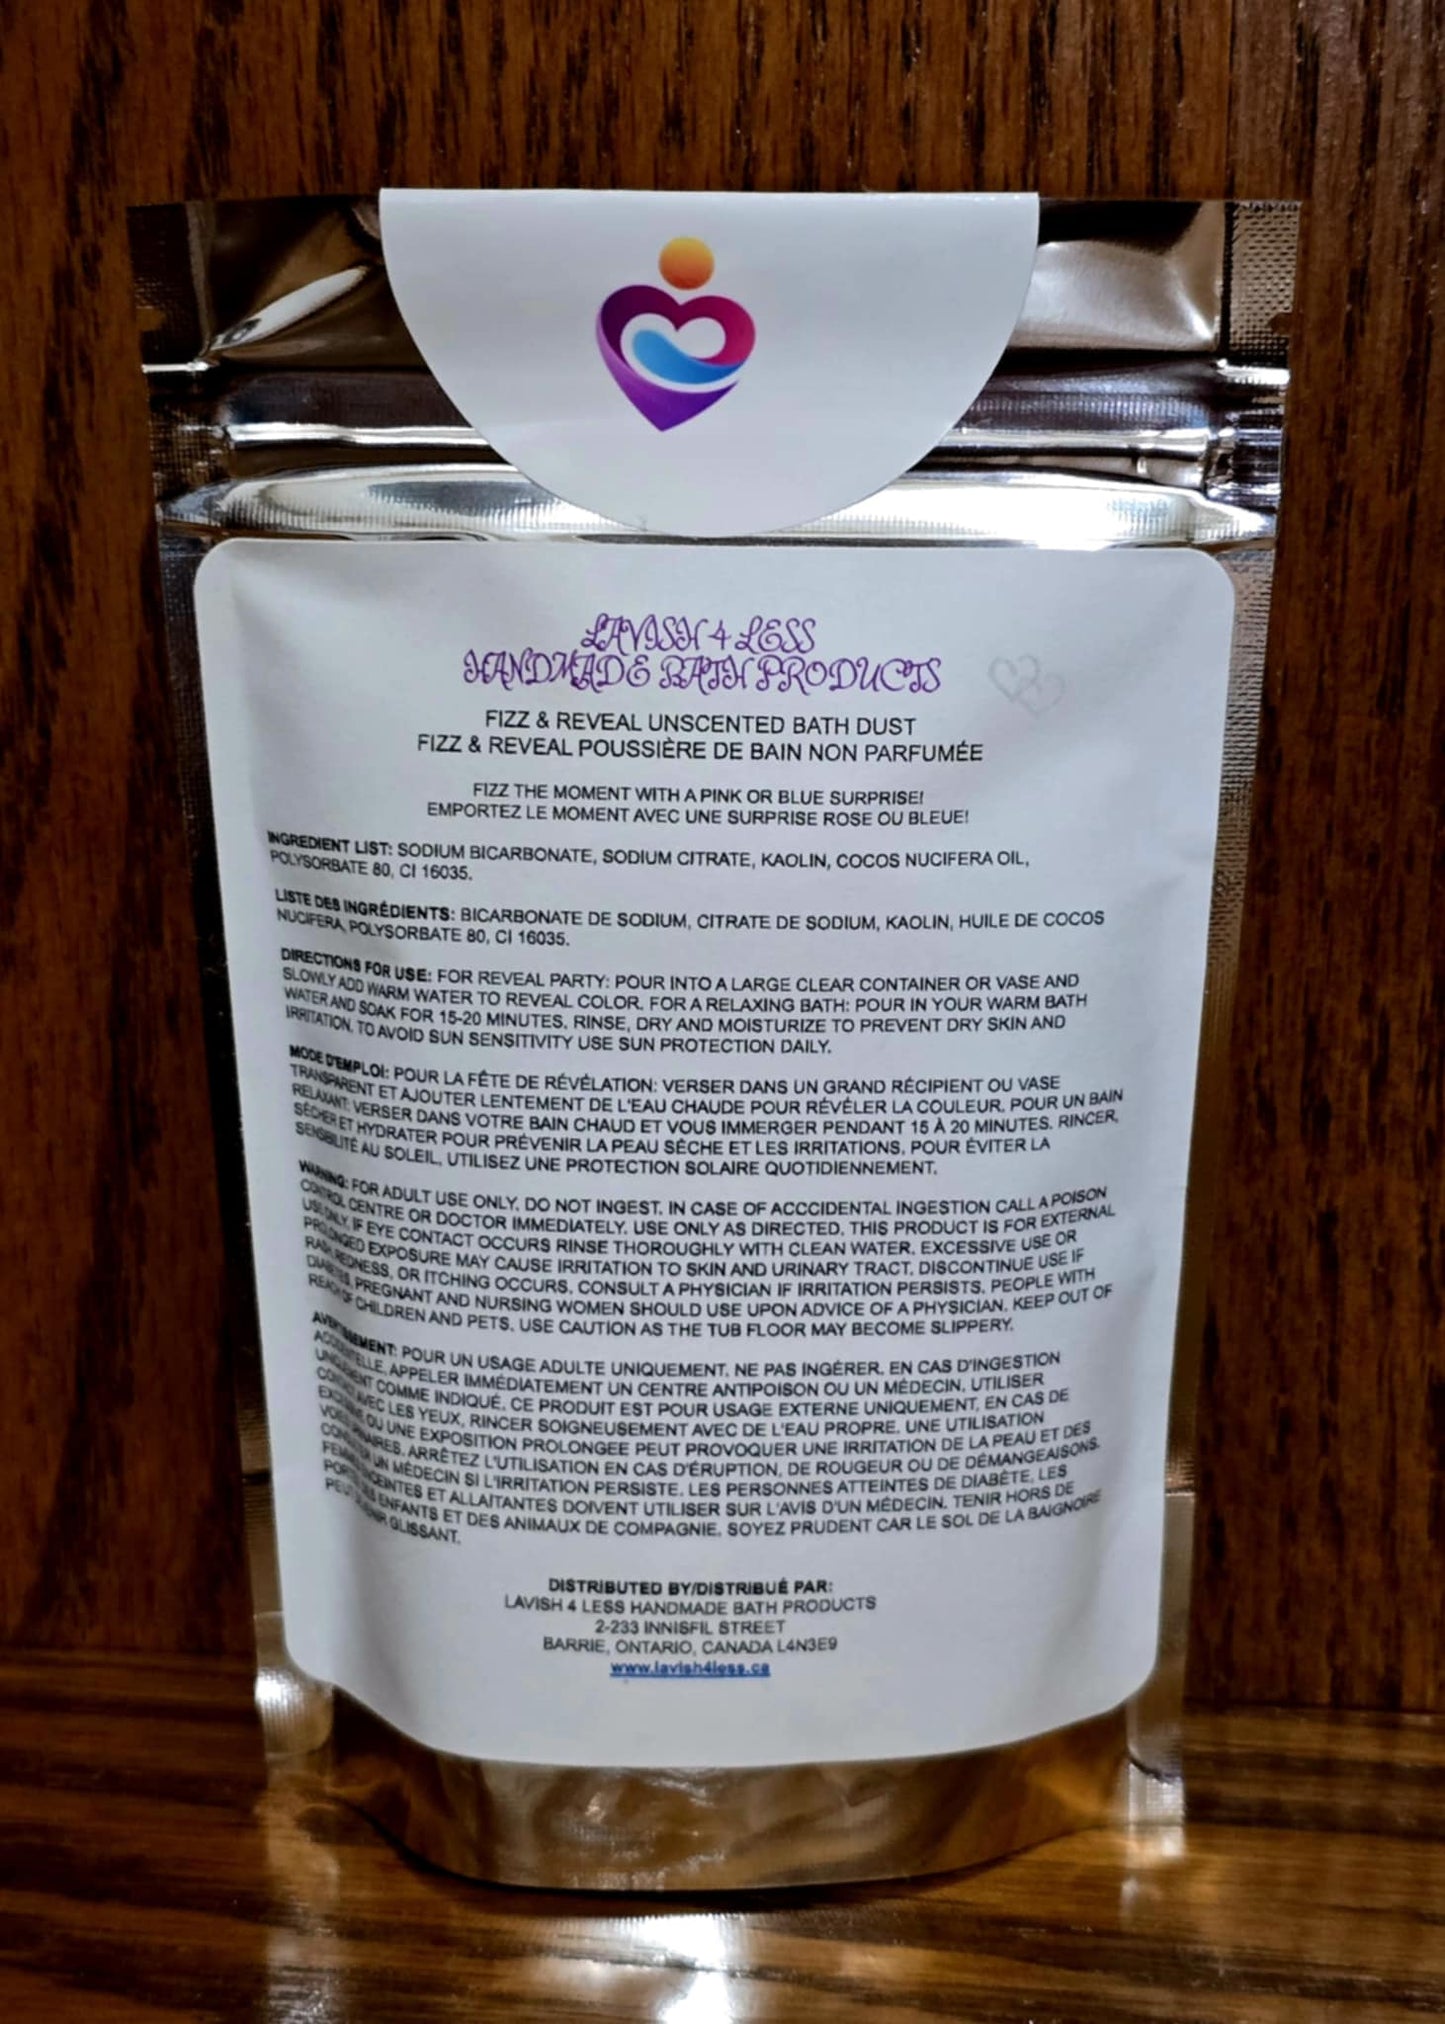 LAVISH 4 LESS
HANDMADE BATH PRODUCTS
FIZZ & REVEAL UNSCENTED BATH DUST
FIZZ & REVEAL POUSSIÈRE DE BAIN NON PARFUMÉE
FIZZ THE MOMENT WITH A PINK OR BLUE SURPRISE!
EMPORTEZ LE MOMENT AVEC UNE SURPRISE ROSE OU BLEUE!
INGREDIENT LIST: SODIUM BICARBONATE, SODIUM CITRATE, KAOLIN, COCOS NUCIFERA OIL,
POLYSORBATE 80, CI 16035.
LISTE DES INGRÉDIENTS: BICARBONATE DE SODIUM, CITRATE DE SODIUM, KAOLIN, HUILE DE COCOS
NUCIFERA, POLYSORBATE 80, CI 16035.
DIRECTIONS FOR USE: FOR REVEAL PARTY: POUR INTO A LARGE CLEAR CONTAINER OR VASE AND
SLOWLY ADD WARM WATER TO REVEAL COLOR. FOR A RELAXING BATH: POUR IN YOUR WARM BATH
WATER AND SOAK FOR 15-20 MINUTES. RINSE, DRY AND MOISTURIZE TO PREVENT DRY SKIN AND
IRRITATION. TO AVOID SUN SENSITIVITY USE SUN PROTECTION DAILY.
MODE D'EMPLOI: POUR LA FÊTE DE RÉVÉLATION: VERSER DANS UN GRAND RÉCIPIENT OU VASE
TRANSPARENT ET AJOUTER LENTEMENT DE L'EAU CHAUDE POUR RÉVÉLER LA COULEUR. POUR UN BAIN
RELAXANT: VERSER DANS VOTRE BAIN CHAUD ET VOUS IMMERGER PENDANT 15 À 20 MINUTES. RINCER,
SÉCHER ET HYDRATER POUR PRÉVENIR LA PEAU SÈCHE ET LES IRRITATIONS. POUR ÉVITER LA
SENSIBILITÉ AU SOLEIL, UTILISEZ UNE PROTECTION SOLAIRE QUOTIDIENNEMENT.
WARNING: FOR ADULT USE ONLY. DO NOT INGEST. IN CASE OF ACCCIDENTAL INGESTION CALL A POISON
CONTROL CENTRE OR DOCTOR IMMEDIATELY. USE ONLY AS DIRECTED. THIS PRODUCT IS FOR EXTERNAL
USE ONLY. IF EYE CONTACT OCCURS RINSE THOROUGHLY WITH CLEAN WATER. EXCESSIVE USE OR
PROLONGED EXPOSURE MAY CAUSE IRRITATION TO SKIN AND URINARY TRACT. DISCONTINUE USE IF
RASH, REDNESS, OR ITCHING OCCURS. CONSULT A PHYSICIAN IF IRRITATION PERSISTS. PEOPLE WITH
DIABETES, PREGNANT AND NURSING WOMEN SHOULD USE UPON ADVICE OF A PHYSICIAN. KEEP OUT OF
REACH OF CHILDREN AND PETS. USE CAUTION AS THE TUB FLOOR MAY BECOME SLIPPERY.
AVERTISSEMENT: POUR UN USAGE ADULTE UNIQUEMENT. NE PAS INGÉRER. EN CAS D'INGESTION
ACCIDENTELLE, APPELER IMMÉDIATEMENT UN CENTRE ANTIPOISON OU UN MÉDECIN. UTILISER
UNIQUEMENT COMME INDIQUÉ. CE PRODUIT EST POUR USAGE EXTERNE UNIQUEMENT. EN CAS DE
CONTACT AVEC LES YEUX, RINCER SOIGNEUSEMENT AVEC DE L'EAU PROPRE. UNE UTILISATION
OU UNE EXPOSITION PROLONGEE PEUT PROVOQUER UNE IRRITATION DE LA PEAU ET DES
ARRÊTEZ L'UTILISATION EN CAS D'ÉRUPTION, DE ROUGEUR OU DE DÉMANGEAISONS.
CONSULTER UN MÉDECIN SI L'IRRITATION PERSISTE. LES PERSONNES ATTEINTES DE DIABÈTE, LES
FEMMES ENCEINTES ET ALLAITANTES DOIVENT UTILISER SUR L'AVIS D'UN MÉDECIN. TENIR HORS DE
ENFANTS ET DES ANIMAUX DE COMPAGNIE. SOYEZ PRUDENT CAR LE SOL DE LA BAIGNOIRE
GLISSANT.
DISTRIBUTED BY/DISTRIBUÉ PAR:
LAVISH 4 LESS HANDMADE BATH PRODUCTS
2-233 INNISFIL STREET
BARRIE, ONTARIO, CANADA L4N3E9
www.lavish4less.ca